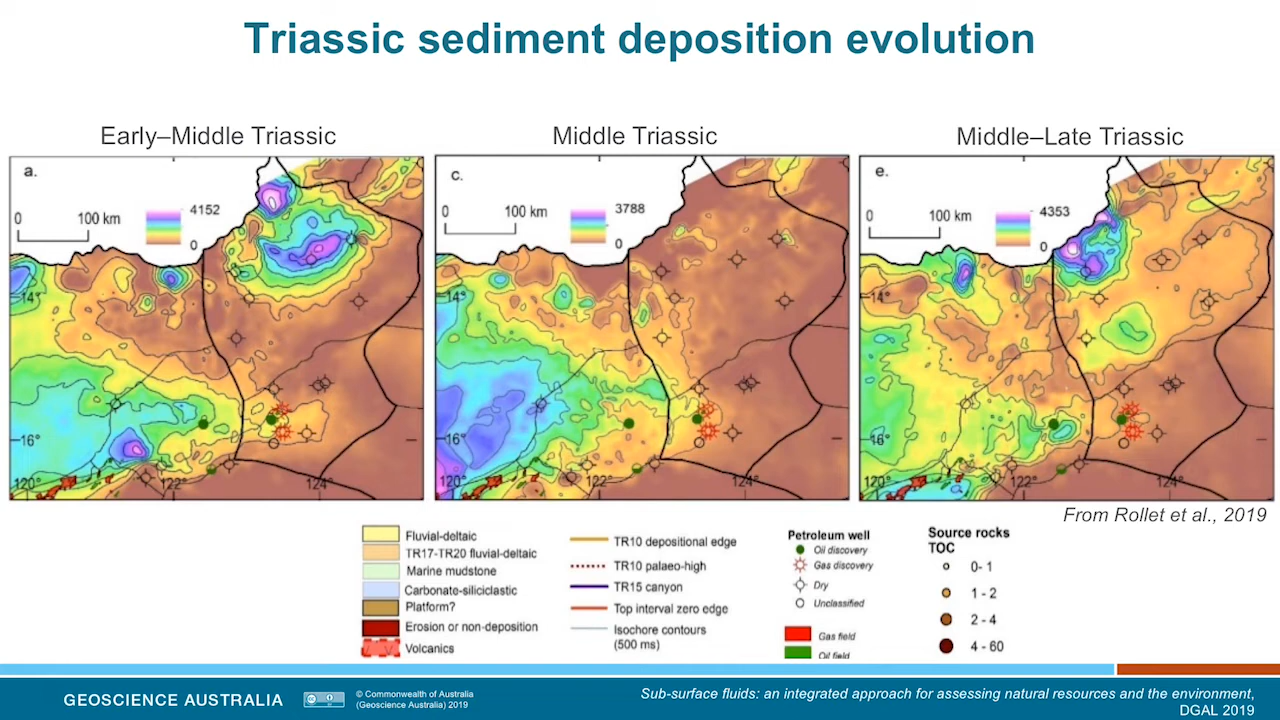 Triassic sediment deposition evolution
Early–Middle Triassic
Middle Triassic
Middle–Late Triassic
a.
0 100 km
4152
0
14°
16°
120°
122°
124°
c.
0 100 km
3788
0
14°
16°
120°
122°
124°
e.
0 100 km
4353
0
14°
16°
120°
122°
124°
From Rollet et al., 2019
Fluvial-deltaic
TR17-TR20 fluvial-deltaic
Marine mudstone
Carbonate-siliciclastic
Platform?
Erosion or non-deposition
Volcanics
TR10 depositional edge
TR10 palaeo-high
TR15 canyon
Top interval zero edge
Isochore contours
(500 ms)
Petroleum well
Oil discovery
Gas discovery
Dry
Unclassified
Gas field
Oil field
Source rocks
TOC
0- 1
1 - 2
2 - 4
4 - 60
GEOSCIENCE AUSTRALIA
© Commonwealth of Australia
(Geoscience Australia) 2019
Sub-surface fluids: an integrated approach for assessing natural resources and the environment,
DGAL 2019